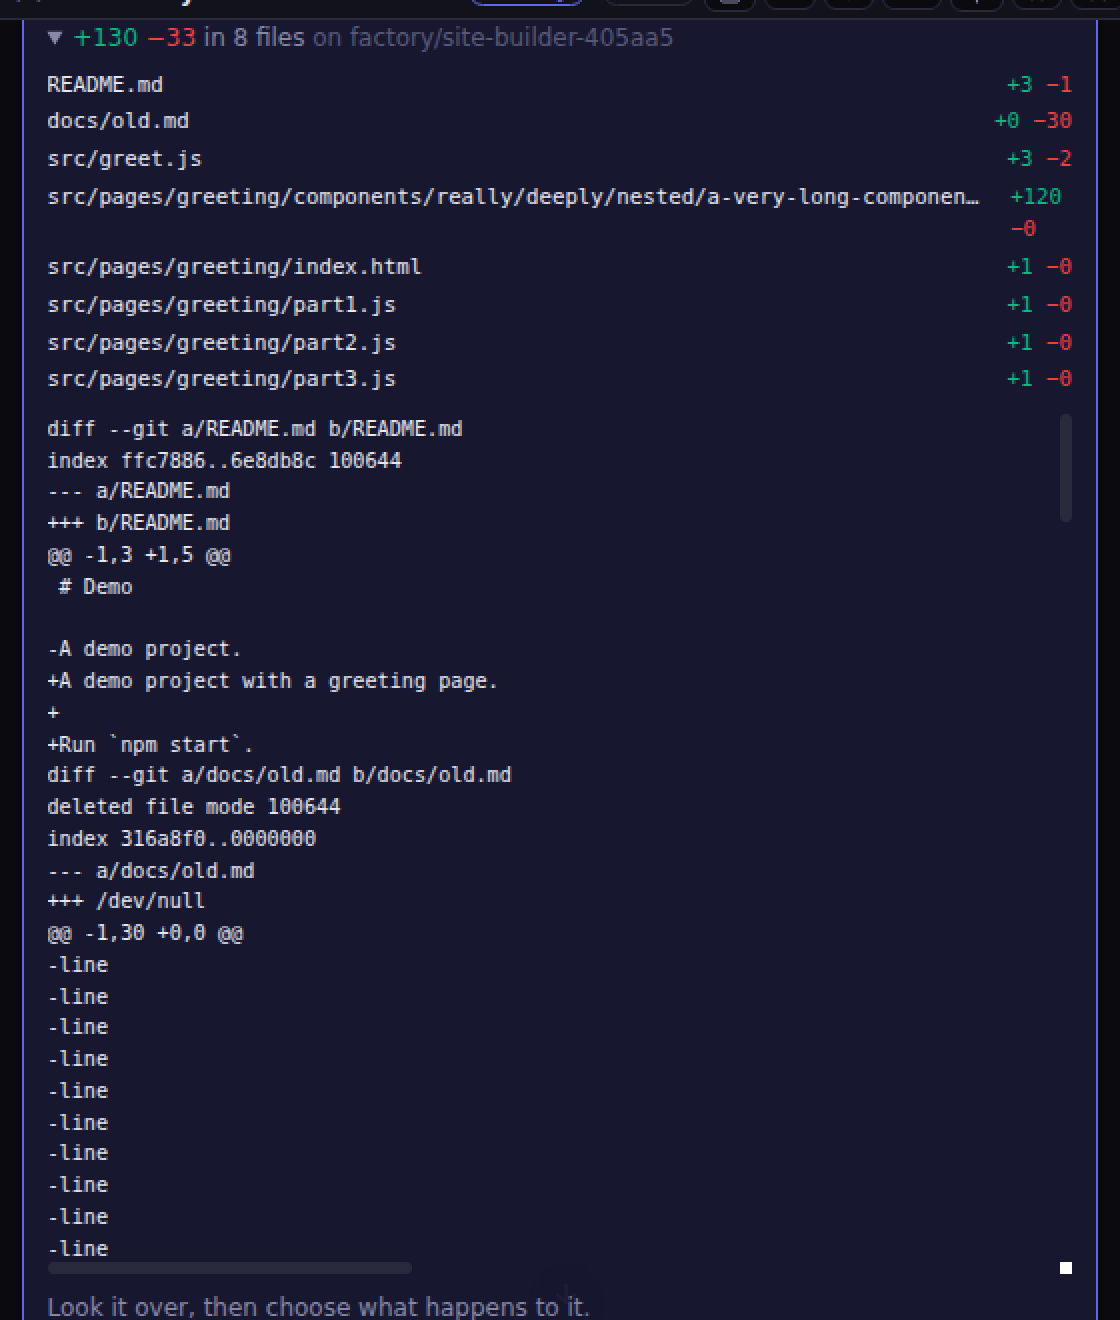 ▼ +130 −33 in 8 files on factory/site-builder-405aa5
README.md +3 −1
docs/old.md +0 −30
src/greet.js +3 −2
src/pages/greeting/components/really/deeply/nested/a-very-long-componen… +120
−0
src/pages/greeting/index.html +1 −0
src/pages/greeting/part1.js +1 −0
src/pages/greeting/part2.js +1 −0
src/pages/greeting/part3.js +1 −0
diff --git a/README.md b/README.md
index ffc7886..6e8db8c 100644
--- a/README.md
+++ b/README.md
@@ -1,3 +1,5 @@
 # Demo
-A demo project.
+A demo project with a greeting page.
+
+Run `npm start`.
diff --git a/docs/old.md b/docs/old.md
deleted file mode 100644
index 316a8f0..0000000
--- a/docs/old.md
+++ /dev/null
@@ -1,30 +0,0 @@
-line
-line
-line
-line
-line
-line
-line
-line
-line
-line
Look it over, then choose what happens to it.